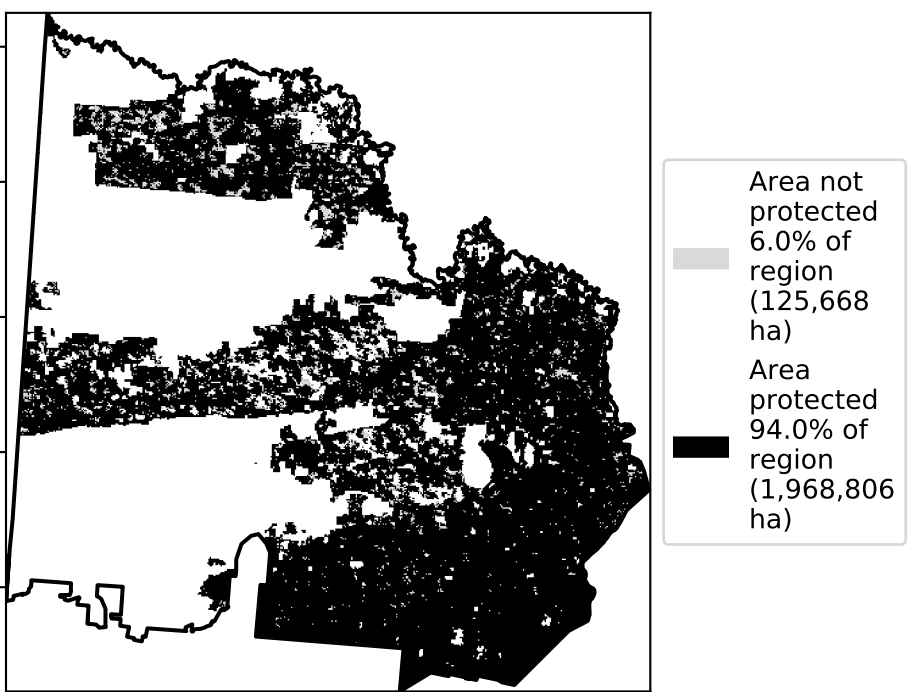 Area not
protected
6.0% of
region
(125,668
ha)
Area
protected
94.0% of
region
(1,968,806
ha)